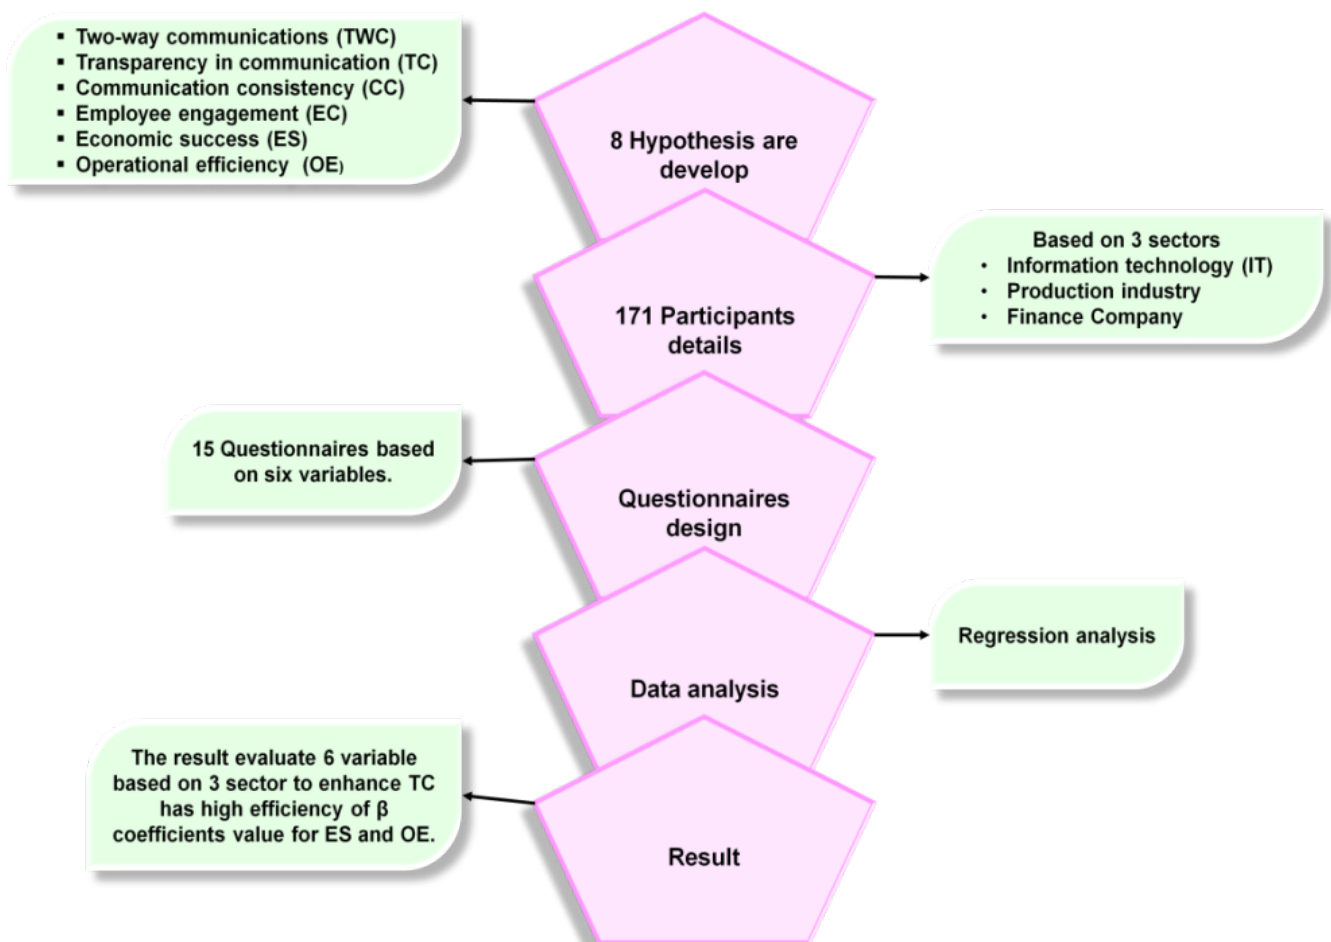 ▪ Two-way communications (TWC)
▪ Transparency in communication (TC)
▪ Communication consistency (CC)
▪ Employee engagement (EC)
▪ Economic success (ES)
▪ Operational efficiency (OE)
8 Hypothesis are
develop
Based on 3 sectors
• Information technology (IT)
• Production industry
• Finance Company
171 Participants
details
15 Questionnaires based
on six variables.
Questionnaires
design
Regression analysis
Data analysis
The result evaluate 6 variable
based on 3 sector to enhance TC
has high efficiency of β
coefficients value for ES and OE.
Result